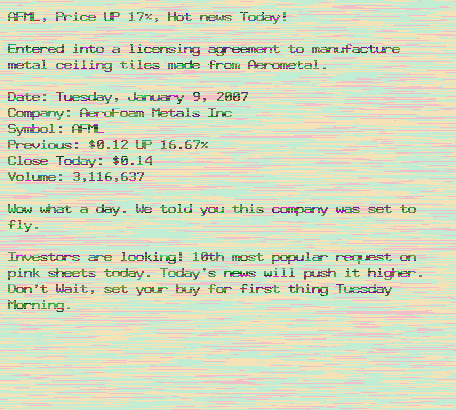 AFML, Price UP 17%, Hot news Today!
Entered into a licensing agreement to manufacture
metal ceiling tiles made from Aerometal.
Date: Tuesday, January 9, 2007
Company: AeroFoam Metals Inc
Symbol: AFML
Previous: $0.12 UP 16.67%
Close Today: $0.14
Volume: 3,116,637
Wow what a day. We told you this company was set to
fly.
Investors are looking! 10th most popular request on
pink sheets today. Today's news will push it higher.
Don't Wait, set your buy for first thing Tuesday
Morning.